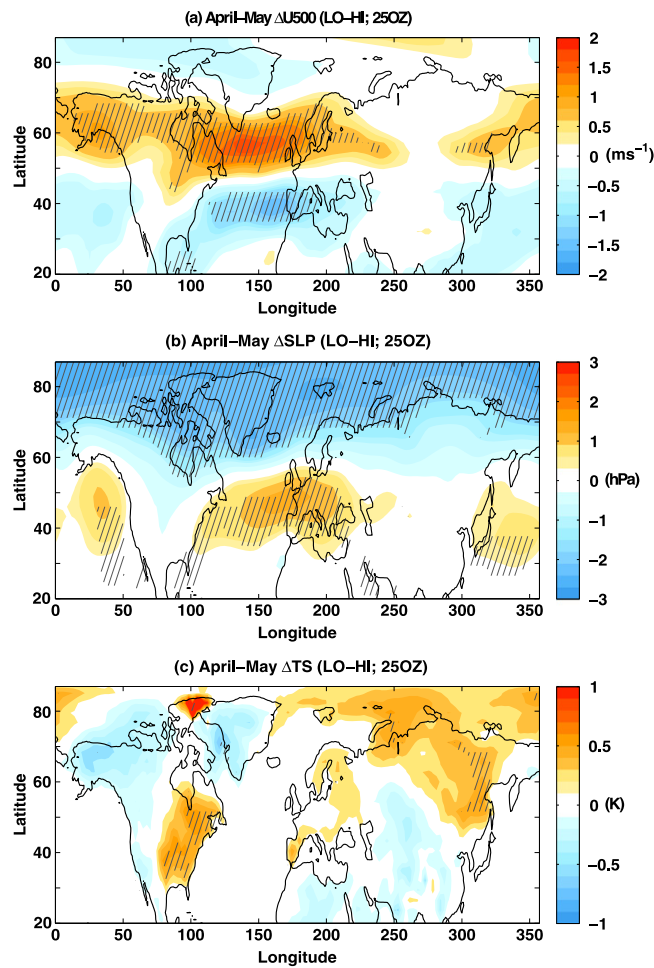 (a) April–May ΔU500 (LO–HI; 25OZ)
80
60
40
20
Latitude
0 50 100 150 200 250 300 350
Longitude
2
1.5
1
0.5
0 (ms⁻¹)
−0.5
−1
−1.5
−2
(b) April–May ΔSLP (LO–HI; 25OZ)
80
60
40
20
Latitude
0 50 100 150 200 250 300 350
Longitude
3
2
1
0 (hPa)
−1
−2
−3
(c) April–May ΔTS (LO–HI; 25OZ)
80
60
40
20
Latitude
0 50 100 150 200 250 300 350
Longitude
1
0.5
0 (K)
−0.5
−1